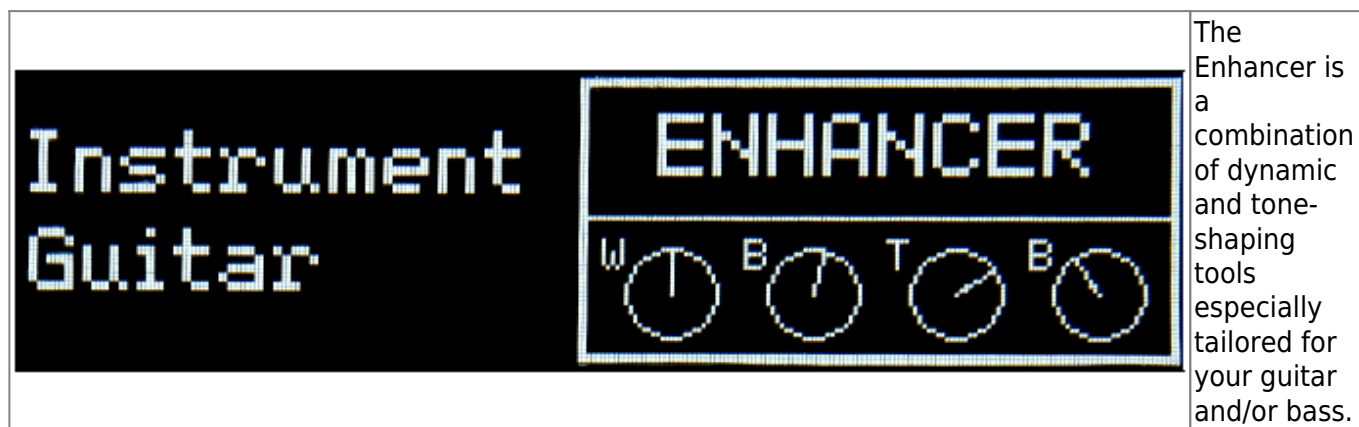 Instrument
Guitar
ENHANCER
W B T B
The
Enhancer is
a
combination
of dynamic
and tone-
shaping
tools
especially
tailored for
your guitar
and/or bass.